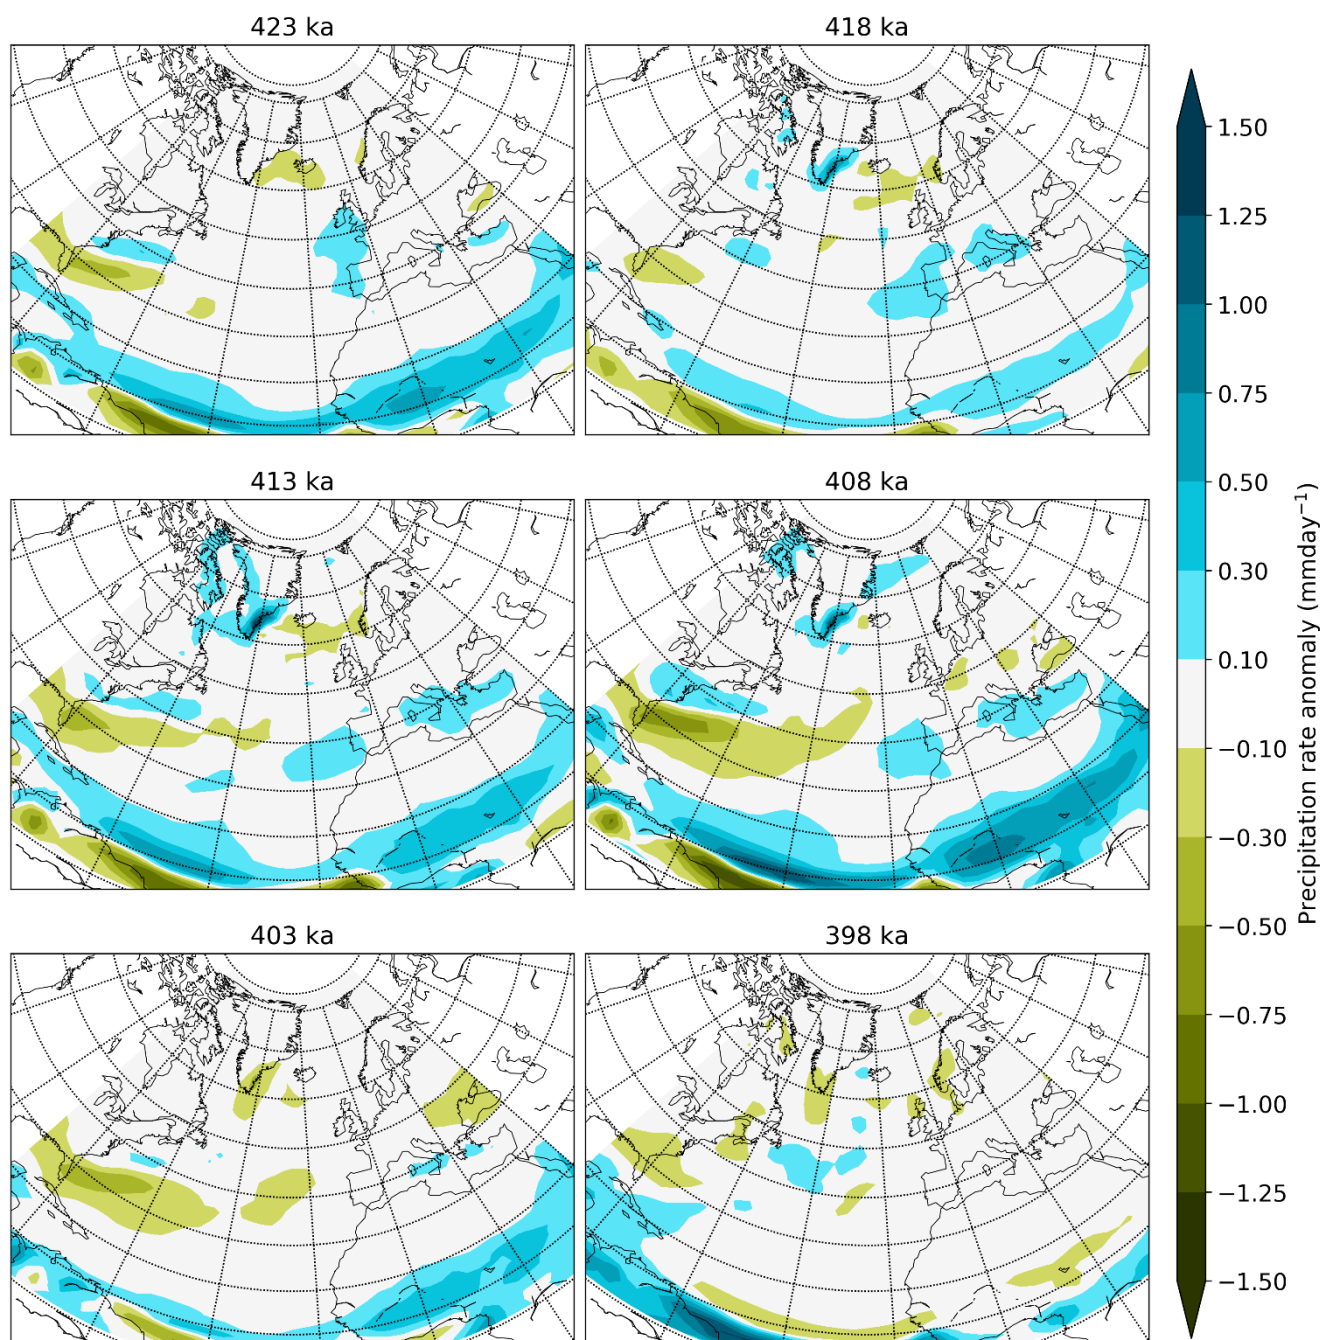 423 ka
418 ka
413 ka
408 ka
403 ka
398 ka
1.50
1.25
1.00
0.75
0.50
0.30
0.10
−0.10
−0.30
−0.50
−0.75
−1.00
−1.25
−1.50
Precipitation rate anomaly (mmday⁻¹)